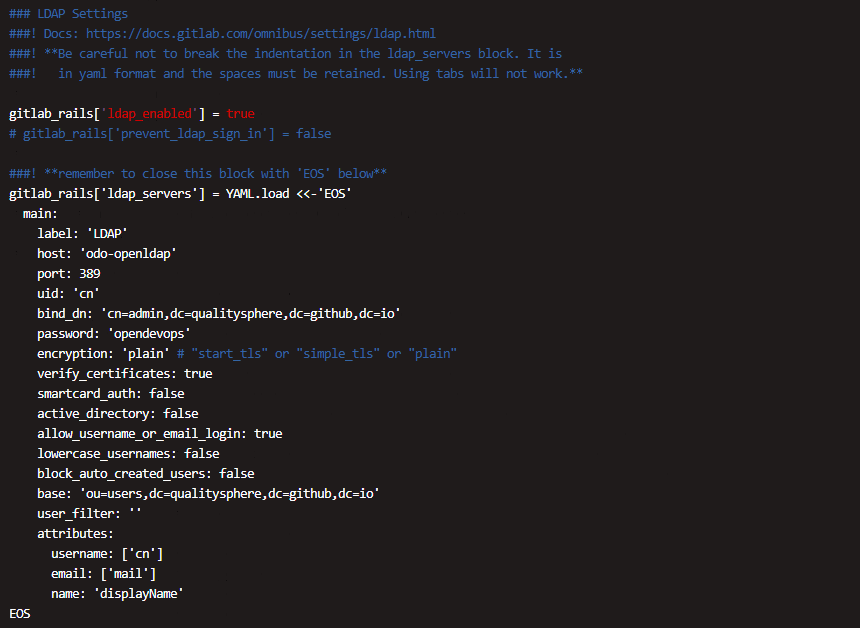 ### LDAP Settings
###! Docs: https://docs.gitlab.com/omnibus/settings/ldap.html
###! **Be careful not to break the indentation in the ldap_servers block. It is
###!   in yaml format and the spaces must be retained. Using tabs will not work.**
gitlab_rails['ldap_enabled'] = true
# gitlab_rails['prevent_ldap_sign_in'] = false
###! **remember to close this block with 'EOS' below**
gitlab_rails['ldap_servers'] = YAML.load <<-'EOS'
  main:
    label: 'LDAP'
    host: 'odo-openldap'
    port: 389
    uid: 'cn'
    bind_dn: 'cn=admin,dc=qualitysphere,dc=github,dc=io'
    password: 'opendevops'
    encryption: 'plain' # "start_tls" or "simple_tls" or "plain"
    verify_certificates: true
    smartcard_auth: false
    active_directory: false
    allow_username_or_email_login: true
    lowercase_usernames: false
    block_auto_created_users: false
    base: 'ou=users,dc=qualitysphere,dc=github,dc=io'
    user_filter: ''
    attributes:
      username: ['cn']
      email: ['mail']
      name: 'displayName'
EOS